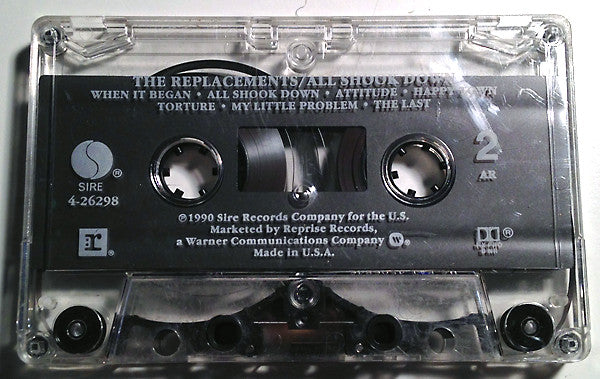 THE REPLACEMENTS/ALL SHOOK DOWN
WHEN IT BEGAN • ALL SHOOK DOWN • ATTITUDE • HAPPY TOWN
TORTURE • MY LITTLE PROBLEM • THE LAST
S
®
SIRE
4-26298
2
AR
℗1990 Sire Records Company for the U.S.
Marketed by Reprise Records,
a Warner Communications Company W ®.
Made in U.S.A.
r ®
®